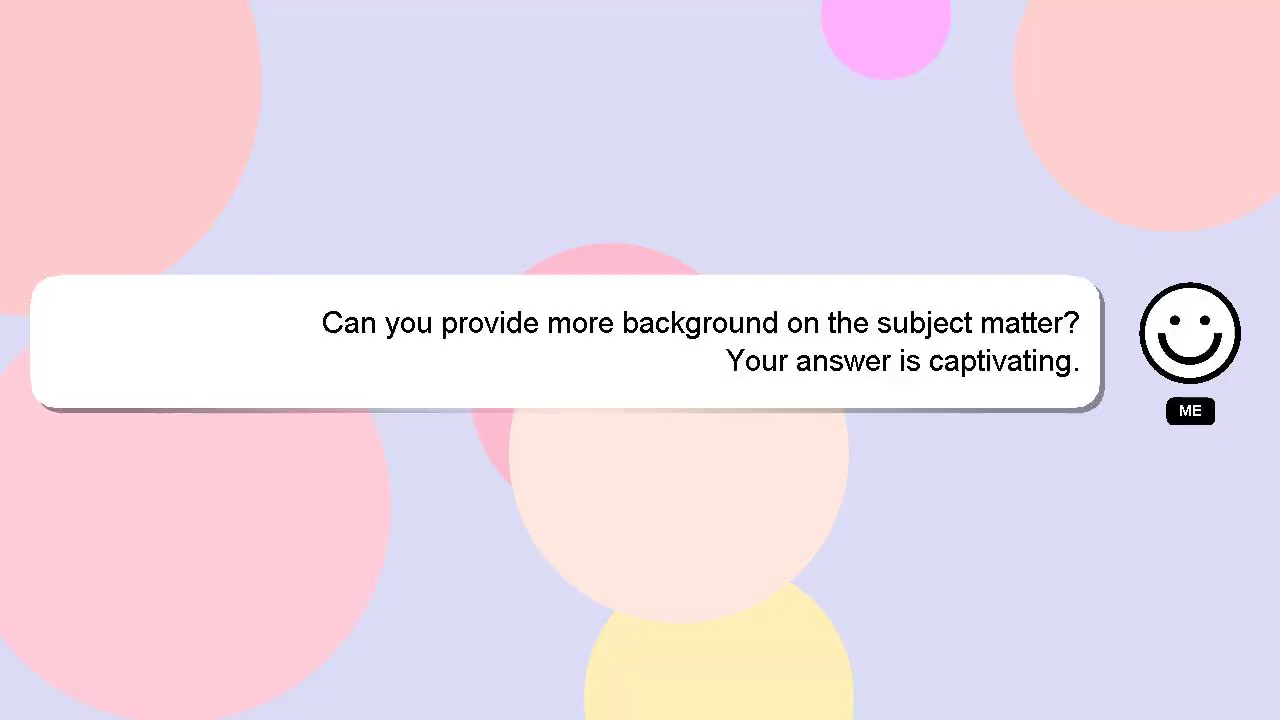 Can you provide more background on the subject matter?
Your answer is captivating.
ME